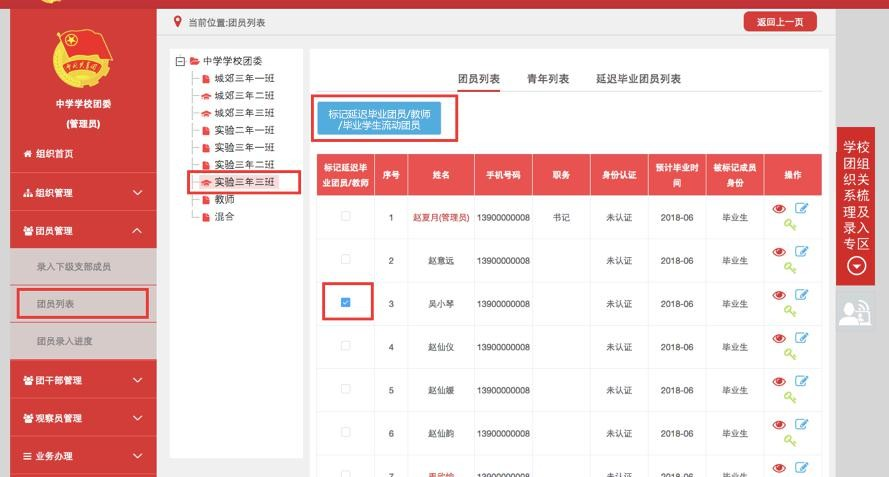 当前位置:团员列表
返回上一页
中学学校团委
(管理员)
组织首页
组织管理
团员管理
录入下级支部成员
团员列表
团员录入进度
团干部管理
观察员管理
业务办理
中学学校团委
城郊三年一班
城郊三年二班
城郊三年三班
实验二年一班
实验三年一班
实验三年二班
实验三年三班
教师
混合
团员列表 青年列表 延迟毕业团员列表
标记延迟毕业团员/教师
/毕业学生流动团员
标记延迟毕业团员/教师 序号 姓名 手机号码 职务 身份认证 预计毕业时间 被标记成员身份 操作
1 赵夏月(管理员) 13900000008 书记 未认证 2018-06 毕业生
2 赵意远 13900000008 未认证 2018-06 毕业生
3 吴小琴 13900000008 未认证 2018-06 毕业生
4 赵仙仪 13900000008 未认证 2018-06 毕业生
5 赵仙媛 13900000008 未认证 2018-06 毕业生
6 赵仙韵 13900000008 未认证 2018-06 毕业生
7 13900000008 未认证 2018-06 毕业生
学校
团组
织关
系梳
理及
录入
专区